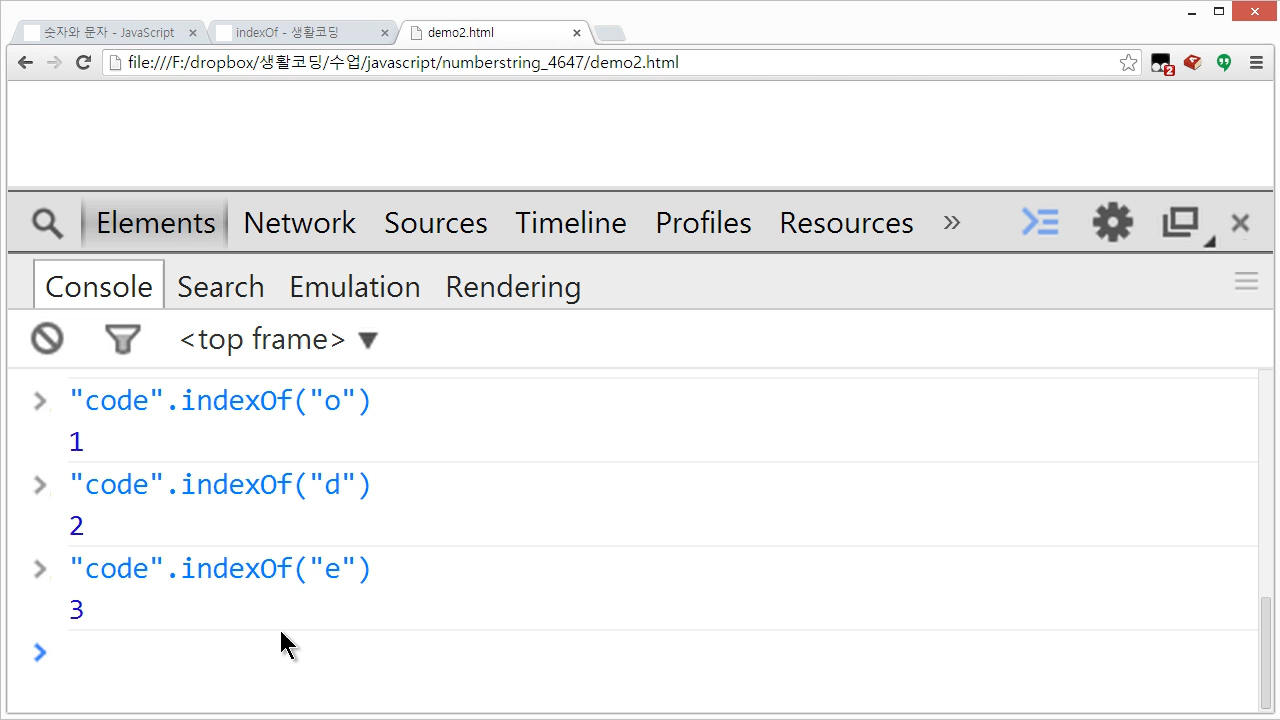 숫자와 문자 - JavaScript
indexOf - 생활코딩
demo2.html
file:///F:/dropbox/생활코딩/수업/javascript/numberstring_4647/demo2.html
2
Elements Network Sources Timeline Profiles Resources »
Console Search Emulation Rendering
<top frame> ▼
> "code".indexOf("o")
1
> "code".indexOf("d")
2
> "code".indexOf("e")
3
>